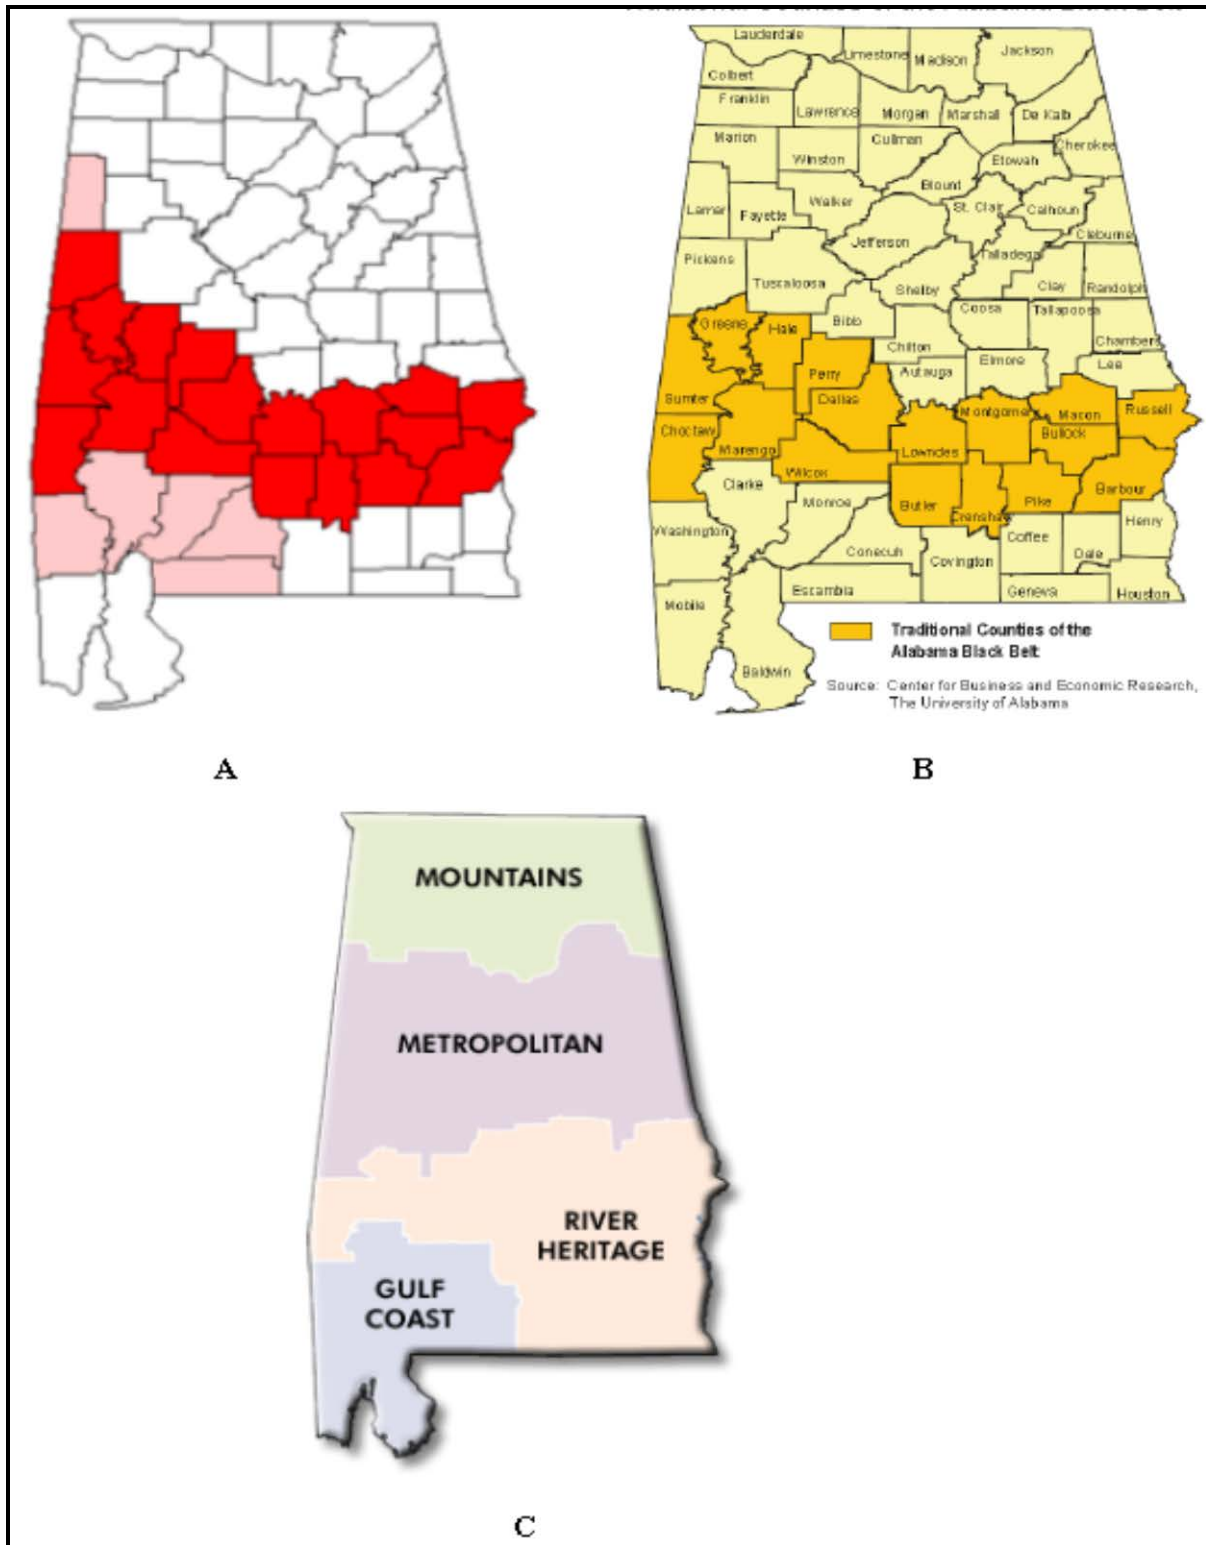 Lauderdale
Limestone
Madison
Jackson
Colbert
Franklin
Lawrence
Morgan
Marshall
De Kalb
Marion
Winston
Cullman
Etowah
Cherokee
Lamar
Fayette
Walker
Blount
St. Clair
Calhoun
Cleburne
Jefferson
Talladega
Pickens
Tuscaloosa
Shelby
Clay
Randolph
Greene
Hale
Bibb
Coosa
Tallapoosa
Chambers
Chilton
Perry
Autauga
Elmore
Lee
Sumter
Dallas
Montgomer
Macon
Russell
Choctaw
Marengo
Lowndes
Bullock
Wilcox
Clarke
Monroe
Butler
Crenshaw
Pike
Barbour
Washington
Conecuh
Covington
Coffee
Dale
Henry
Mobile
Escambia
Geneva
Houston
Baldwin
Traditional Counties of the
Alabama Black Belt
Source: Center for Business and Economic Research,
The University of Alabama
A
B
MOUNTAINS
METROPOLITAN
RIVER
HERITAGE
GULF
COAST
C